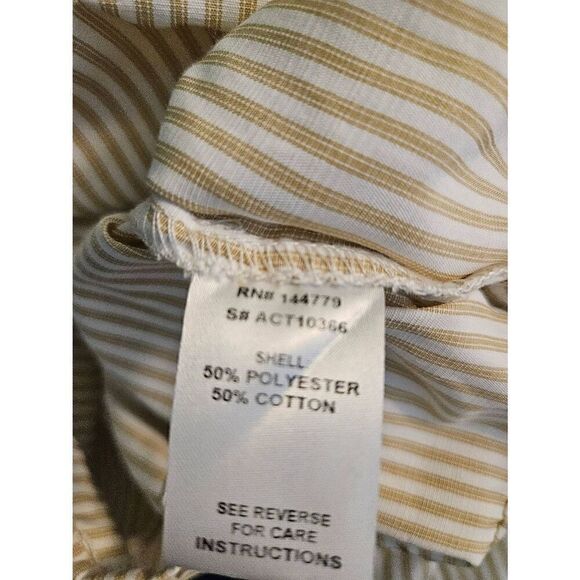 RN# 144779
S# ACT10366
SHELL:
50% POLYESTER
50% COTTON
SEE REVERSE
FOR CARE
INSTRUCTIONS